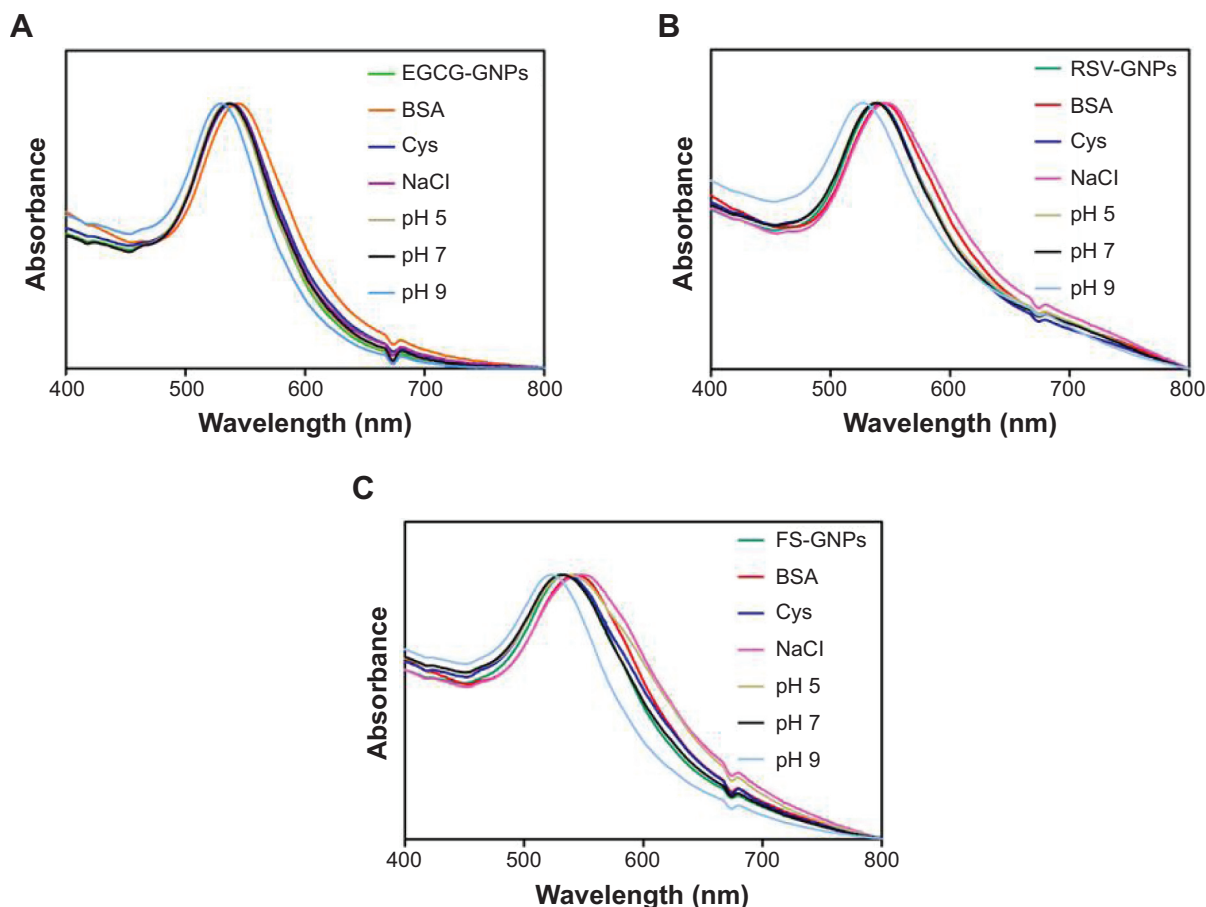 A
Absorbance
EGCG-GNPs
BSA
Cys
NaCl
pH 5
pH 7
pH 9
400
500
600
700
800
Wavelength (nm)
B
Absorbance
RSV-GNPs
BSA
Cys
NaCl
pH 5
pH 7
pH 9
400
500
600
700
800
Wavelength (nm)
C
Absorbance
FS-GNPs
BSA
Cys
NaCl
pH 5
pH 7
pH 9
400
500
600
700
800
Wavelength (nm)